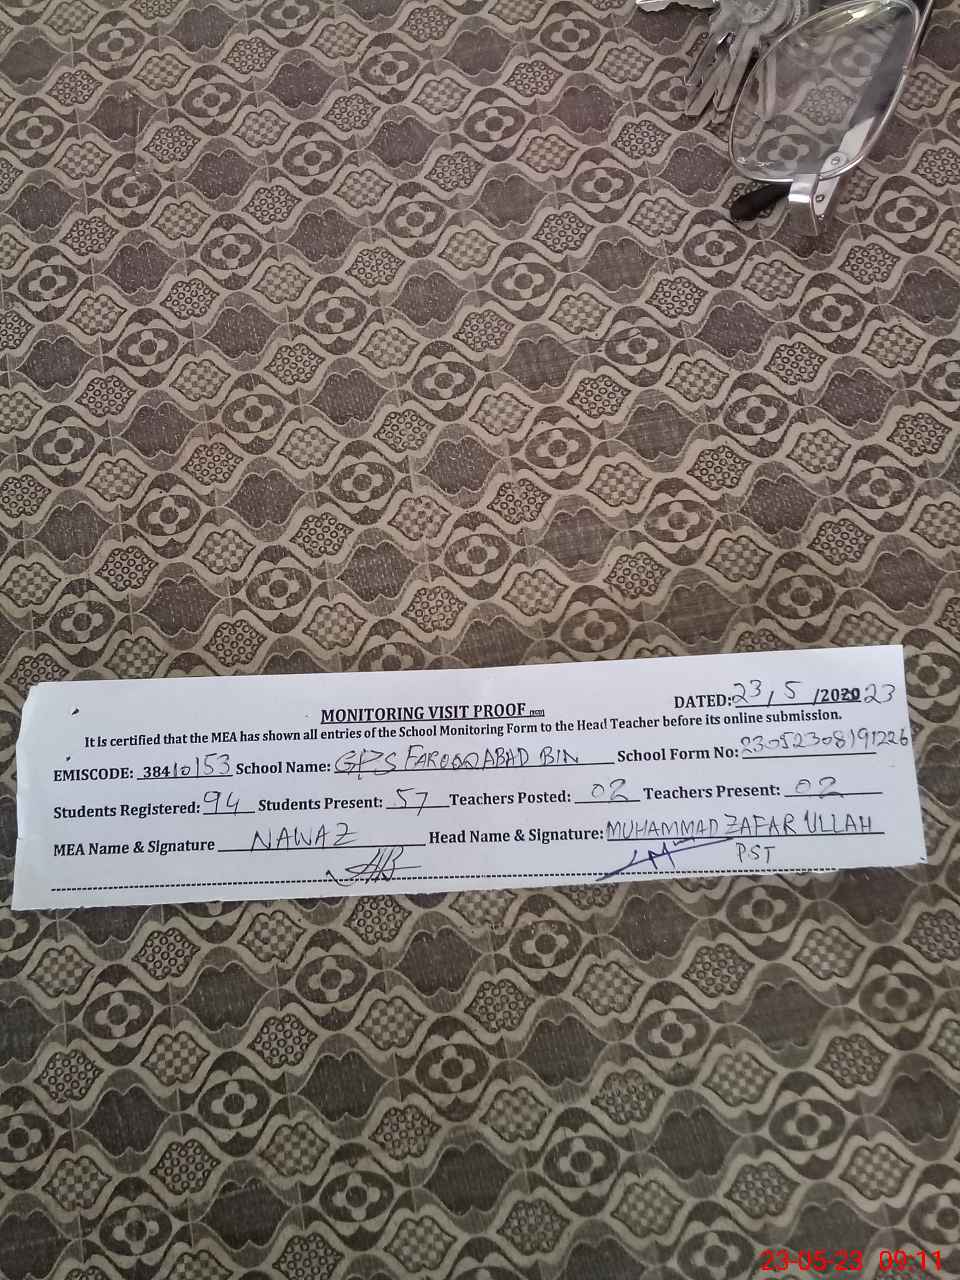 MONITORING VISIT PROOF
DATED: 23 / 5 /202023
It is certified that the MEA has shown all entries of the School Monitoring Form to the Head Teacher before its online submission.
EMISCODE: 38410153 School Name: GPS FAROOQABAD BIN School Form No: 23052308191226
Students Registered: 94 Students Present: 57 Teachers Posted: 02 Teachers Present: 02
MEA Name & Signature NAWAZ Head Name & Signature: MUHAMMAD ZAFAR ULLAH
P.ST
23-05-23 09:11